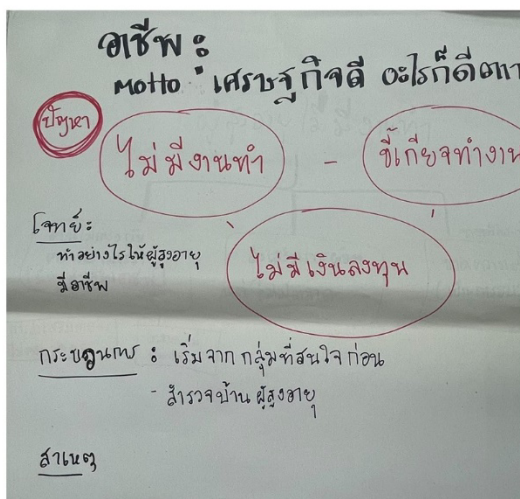 อาชีพ :
Motto : เศรษฐกิจดี อะไรก็ดีตาม
ปัญหา
ไม่มีงานทำ - ขี้เกียจทำงาน
โจทย์ :
ทำอย่างไรให้ผู้สูงอายุ
มีอาชีพ
ไม่มีเงินลงทุน
กระบวนการ : เริ่มจาก กลุ่มที่สนใจ ก่อน
- สำรวจบ้าน ผู้สูงอายุ
สาเหตุ